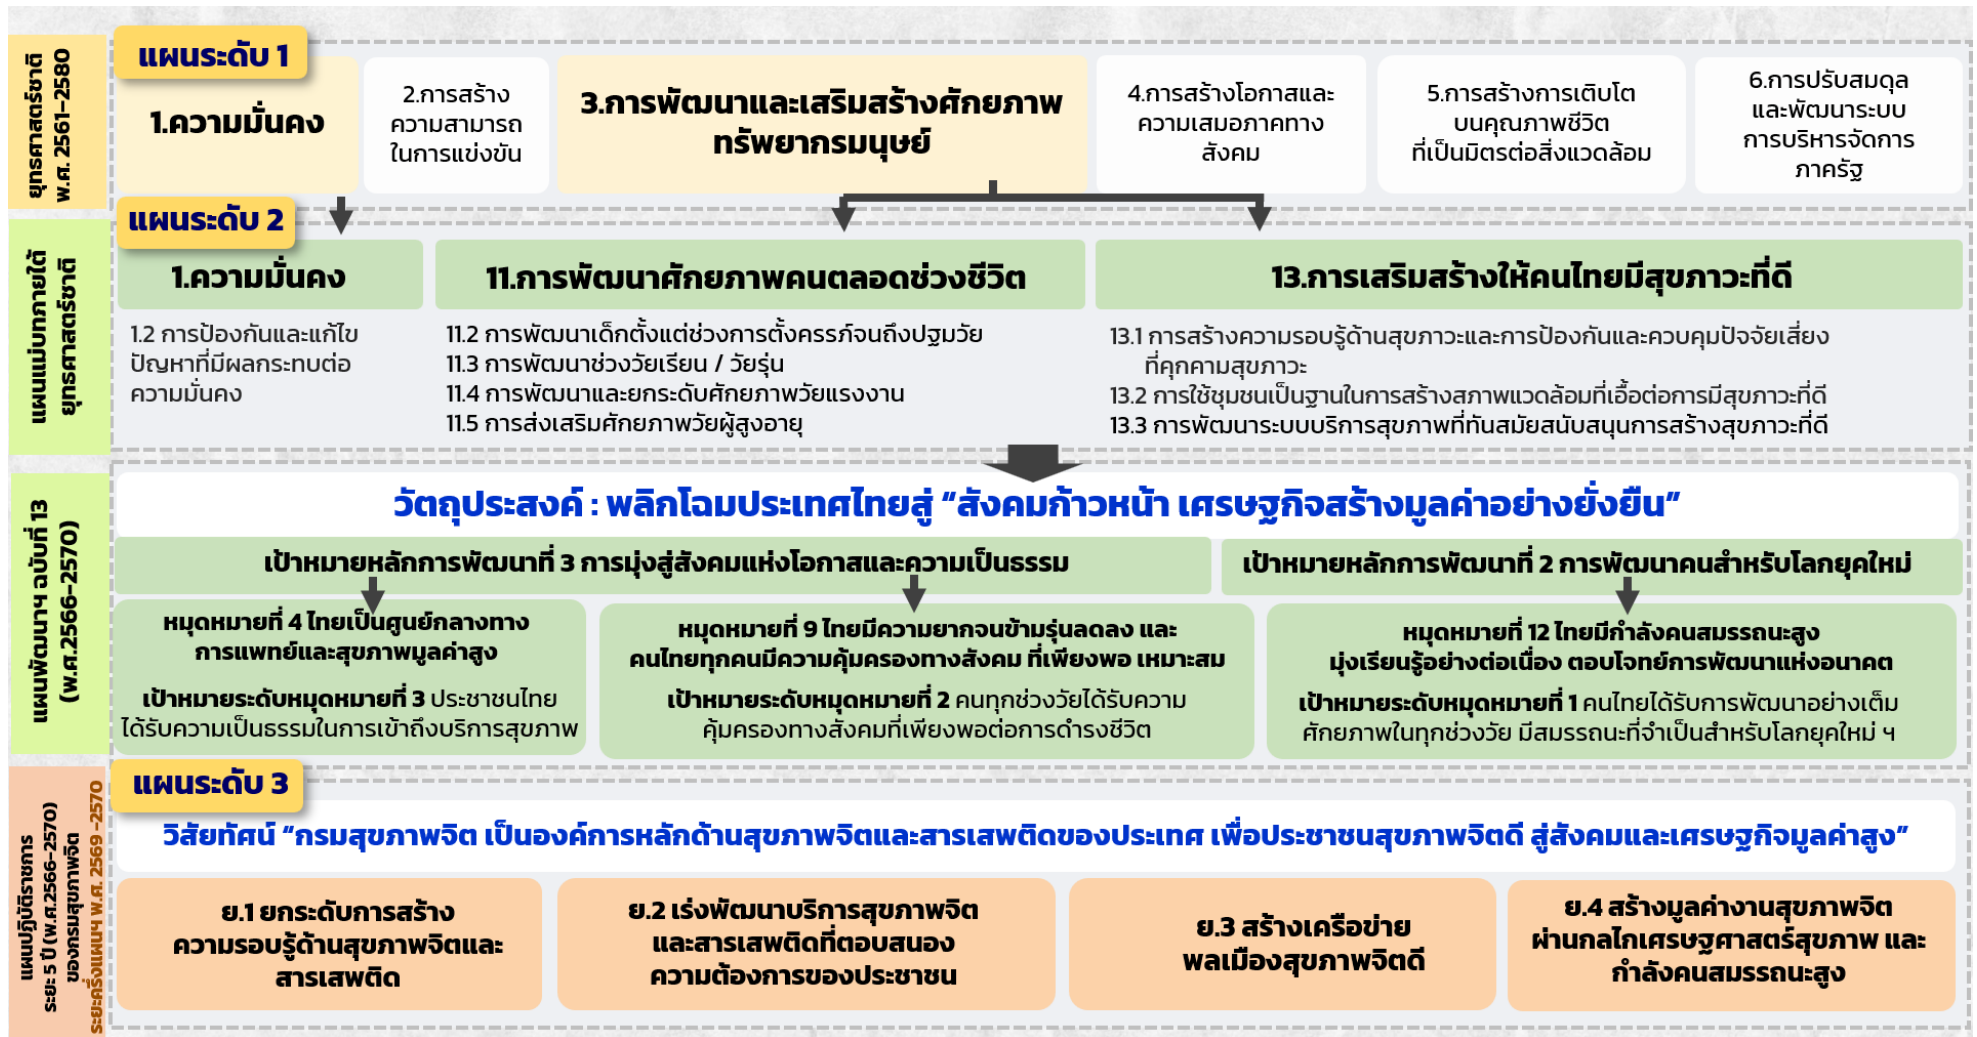 ยุทธศาสตร์ชาติ
พ.ศ. 2561-2580
แผนระดับ 1
1.ความมั่นคง
2.การสร้าง
ความสามารถ
ในการแข่งขัน
3.การพัฒนาและเสริมสร้างศักยภาพ
ทรัพยากรมนุษย์
4.การสร้างโอกาสและ
ความเสมอภาคทาง
สังคม
5.การสร้างการเติบโต
บนคุณภาพชีวิต
ที่เป็นมิตรต่อสิ่งแวดล้อม
6.การปรับสมดุล
และพัฒนาระบบ
การบริหารจัดการ
ภาครัฐ
แผนแม่บทภายใต้
ยุทธศาสตร์ชาติ
แผนระดับ 2
1.ความมั่นคง
1.2 การป้องกันและแก้ไข
ปัญหาที่มีผลกระทบต่อ
ความมั่นคง
11.การพัฒนาศักยภาพคนตลอดช่วงชีวิต
11.2 การพัฒนาเด็กตั้งแต่ช่วงการตั้งครรภ์จนถึงปฐมวัย
11.3 การพัฒนาช่วงวัยเรียน / วัยรุ่น
11.4 การพัฒนาและยกระดับศักยภาพวัยแรงงาน
11.5 การส่งเสริมศักยภาพวัยผู้สูงอายุ
13.การเสริมสร้างให้คนไทยมีสุขภาวะที่ดี
13.1 การสร้างความรอบรู้ด้านสุขภาวะและการป้องกันและควบคุมปัจจัยเสี่ยง
ที่คุกคามสุขภาวะ
13.2 การใช้ชุมชนเป็นฐานในการสร้างสภาพแวดล้อมที่เอื้อต่อการมีสุขภาวะที่ดี
13.3 การพัฒนาระบบบริการสุขภาพที่ทันสมัยสนับสนุนการสร้างสุขภาวะที่ดี
แผนพัฒนาฯ ฉบับที่ 13
(พ.ศ.2566-2570)
วัตถุประสงค์ : พลิกโฉมประเทศไทยสู่ “สังคมก้าวหน้า เศรษฐกิจสร้างมูลค่าอย่างยั่งยืน”
เป้าหมายหลักการพัฒนาที่ 3 การมุ่งสู่สังคมแห่งโอกาสและความเป็นธรรม
เป้าหมายหลักการพัฒนาที่ 2 การพัฒนาคนสำหรับโลกยุคใหม่
หมุดหมายที่ 4 ไทยเป็นศูนย์กลางทาง
การแพทย์และสุขภาพมูลค่าสูง
เป้าหมายระดับหมุดหมายที่ 3 ประชาชนไทย
ได้รับความเป็นธรรมในการเข้าถึงบริการสุขภาพ
หมุดหมายที่ 9 ไทยมีความยากจนข้ามรุ่นลดลง และ
คนไทยทุกคนมีความคุ้มครองทางสังคม ที่เพียงพอ เหมาะสม
เป้าหมายระดับหมุดหมายที่ 2 คนทุกช่วงวัยได้รับความ
คุ้มครองทางสังคมที่เพียงพอต่อการดำรงชีวิต
หมุดหมายที่ 12 ไทยมีกำลังคนสมรรถนะสูง
มุ่งเรียนรู้อย่างต่อเนื่อง ตอบโจทย์การพัฒนาแห่งอนาคต
เป้าหมายระดับหมุดหมายที่ 1 คนไทยได้รับการพัฒนาอย่างเต็ม
ศักยภาพในทุกช่วงวัย มีสมรรถนะที่จำเป็นสำหรับโลกยุคใหม่ ฯ
แผนปฏิบัติราชการ
ระยะ 5 ปี (พ.ศ.2566-2570)
ของกรมสุขภาพจิต
ระยะครึ่งแผนฯ พ.ศ. 2569 -2570
แผนระดับ 3
วิสัยทัศน์ “กรมสุขภาพจิต เป็นองค์การหลักด้านสุขภาพจิตและสารเสพติดของประเทศ เพื่อประชาชนสุขภาพจิตดี สู่สังคมและเศรษฐกิจมูลค่าสูง”
ย.1 ยกระดับการสร้าง
ความรอบรู้ด้านสุขภาพจิตและ
สารเสพติด
ย.2 เร่งพัฒนาบริการสุขภาพจิต
และสารเสพติดที่ตอบสนอง
ความต้องการของประชาชน
ย.3 สร้างเครือข่าย
พลเมืองสุขภาพจิตดี
ย.4 สร้างมูลค่างานสุขภาพจิต
ผ่านกลไกเศรษฐศาสตร์สุขภาพ และ
กำลังคนสมรรถนะสูง